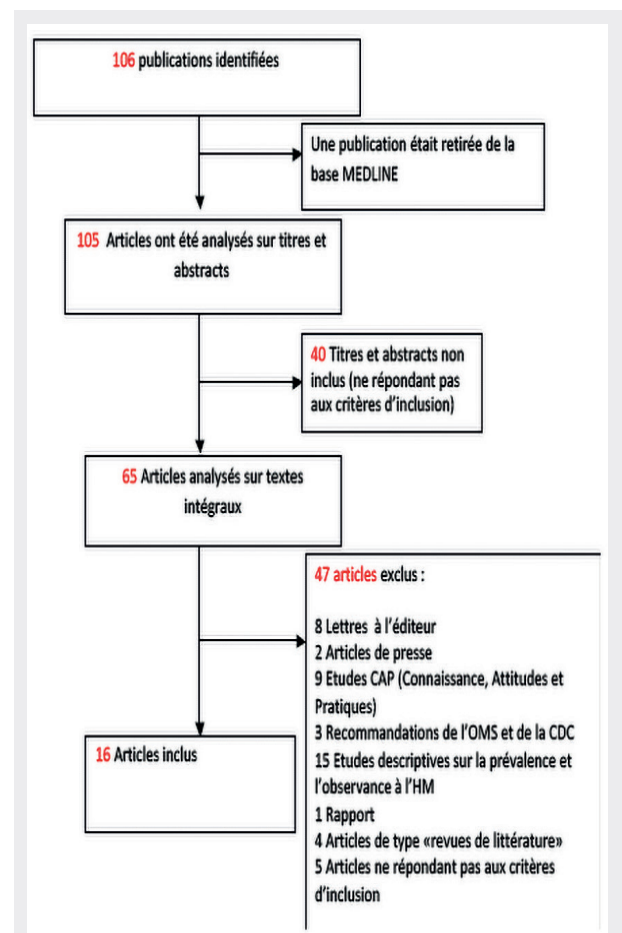 106 publications identifiées
Une publication était retirée de la
base MEDLINE
105 Articles ont été analysés sur titres et
abstracts
40 Titres et abstracts non
inclus (ne répondant pas
aux critères d'inclusion)
65 Articles analysés sur textes
intégraux
47 articles exclus :
8 Lettres à l'éditeur
2 Articles de presse
9 Etudes CAP (Connaissance, Attitudes et
Pratiques)
3 Recommandations de l'OMS et de la CDC
15 Etudes descriptives sur la prévalence et
l'observance à l'HM
1 Rapport
4 Articles de type «revues de littérature»
5 Articles ne répondant pas aux critères
d'inclusion
16 Articles inclus